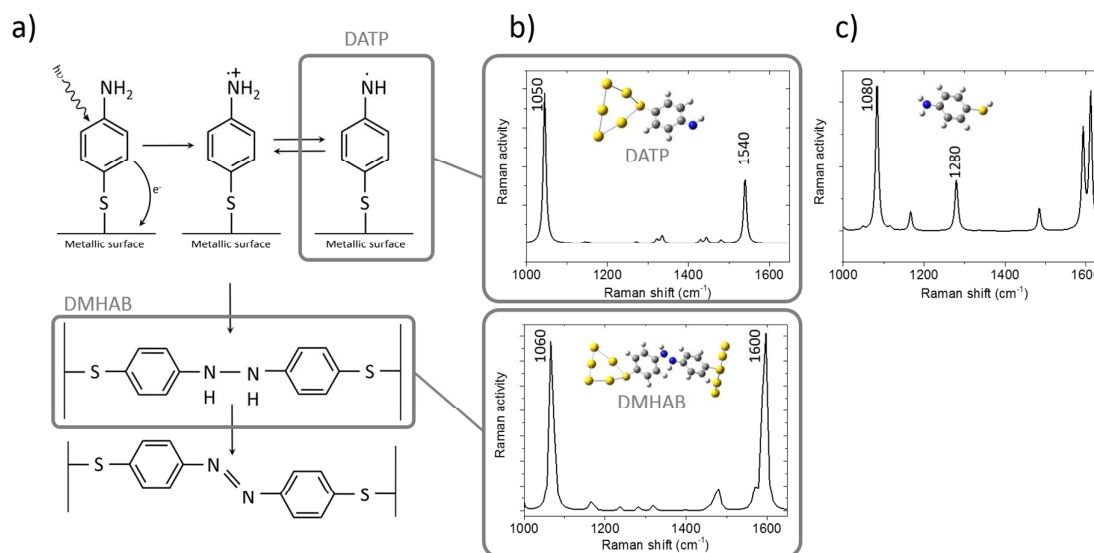 a)
hυ
NH2
S
e-
Metallic surface
·+
NH2
S
Metallic surface
DATP
·
NH
S
Metallic surface
DMHAB
S
N
H
N
H
S
S
N
N
S
b)
1050
1540
DATP
Raman activity
1000 1200 1400 1600
Raman shift (cm-1)
1060
1600
DMHAB
Raman activity
1000 1200 1400 1600
Raman shift (cm-1)
c)
1080
1280
Raman activity
1000 1200 1400
Raman shift (cm-1)